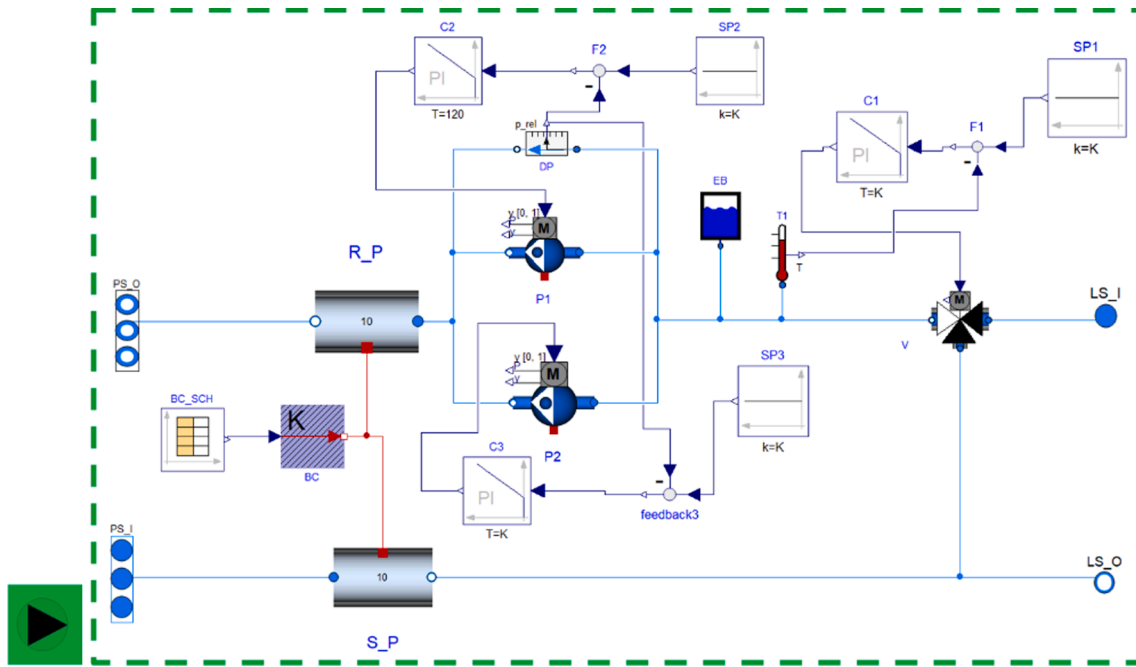 C2
SP2
F2
SP1
PI
T=120
k=K
C1
p_rel
F1
DP
PI
k=K
EB
T=K
T1
y [0, 1]
P
V
M
T
R_P
P1
PS_O
M
LS_I
10
y [0, 1]
P
V
M
V
SP3
BC_SCH
K
P2
k=K
C3
BC
PI
feedback3
PS_I
T=K
LS_O
10
S_P